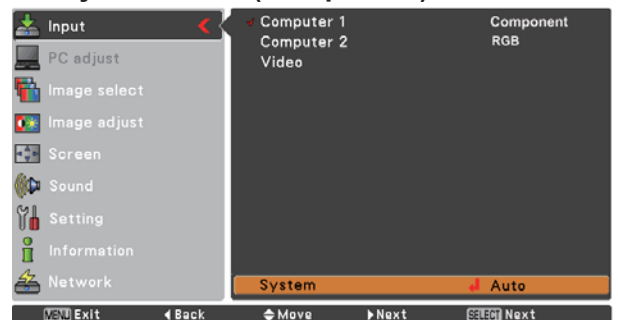 Input
PC adjust
Image select
Image adjust
Screen
Sound
Setting
Information
Network
Computer 1 Component
Computer 2 RGB
Video
System Auto
MENU Exit Back Move Next SELECT Next